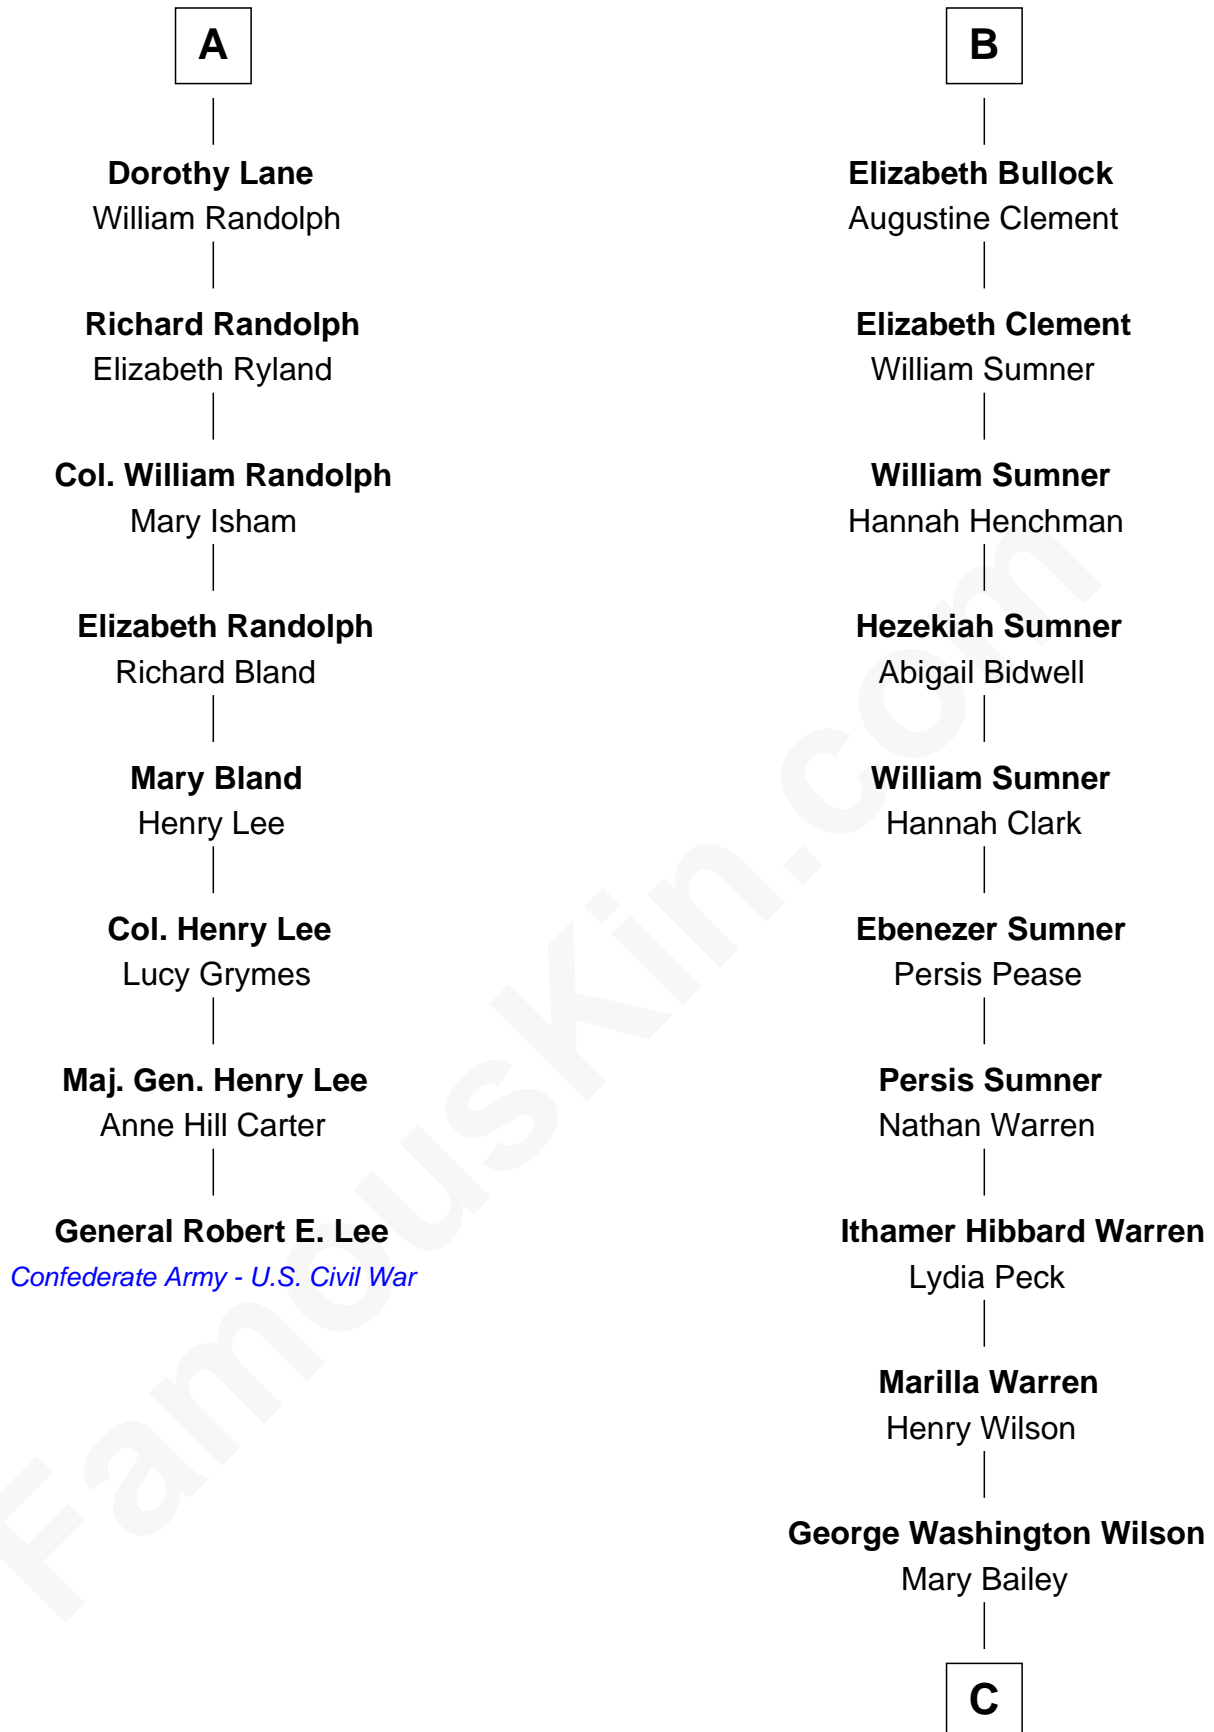 A
Dorothy Lane
William Randolph
Richard Randolph
Elizabeth Ryland
Col. William Randolph
Mary Isham
Elizabeth Randolph
Richard Bland
Mary Bland
Henry Lee
Col. Henry Lee
Lucy Grymes
Maj. Gen. Henry Lee
Anne Hill Carter
General Robert E. Lee
Confederate Army - U.S. Civil War
B
Elizabeth Bullock
Augustine Clement
Elizabeth Clement
William Sumner
William Sumner
Hannah Henchman
Hezekiah Sumner
Abigail Bidwell
William Sumner
Hannah Clark
Ebenezer Sumner
Persis Pease
Persis Sumner
Nathan Warren
Ithamer Hibbard Warren
Lydia Peck
Marilla Warren
Henry Wilson
George Washington Wilson
Mary Bailey
C
FamousKin.com